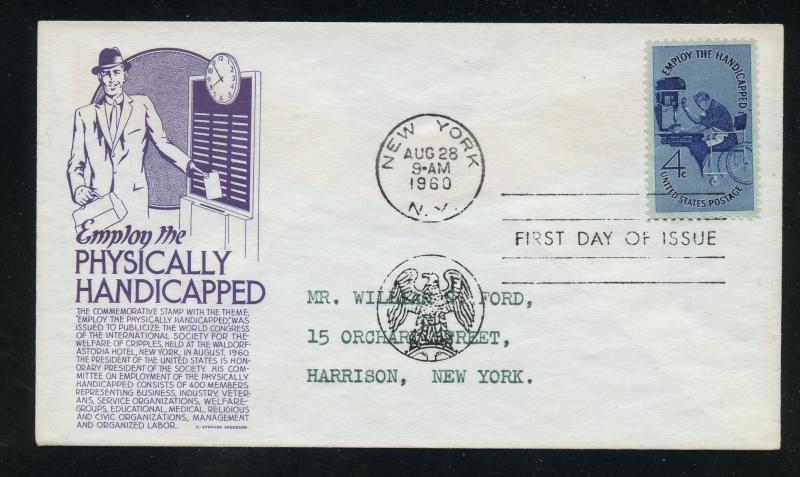 Employ the
PHYSICALLY
HANDICAPPED
THE COMMEMORATIVE STAMP WITH THE THEME,
"EMPLOY THE PHYSICALLY HANDICAPPED," WAS
ISSUED TO PUBLICIZE THE WORLD CONGRESS
OF THE INTERNATIONAL SOCIETY FOR THE
WELFARE OF CRIPPLES, HELD AT THE WALDORF-
ASTORIA HOTEL, NEW YORK, IN AUGUST, 1960.
THE PRESIDENT OF THE UNITED STATES IS HON-
ORARY PRESIDENT OF THE SOCIETY. HIS COM-
MITTEE ON EMPLOYMENT OF THE PHYSICALLY
HANDICAPPED CONSISTS OF 400 MEMBERS
REPRESENTING BUSINESS, INDUSTRY, VETER-
ANS, SERVICE ORGANIZATIONS, WELFARE-
GROUPS, EDUCATIONAL, MEDICAL, RELIGIOUS
AND CIVIC ORGANIZATIONS, MANAGEMENT
AND ORGANIZED LABOR.
C. STEPHEN ANDERSON
NEW YORK
AUG 28
9-AM
1960
N.Y.
EMPLOY THE HANDICAPPED
4c
UNITED STATES POSTAGE
FIRST DAY OF ISSUE
MR. FORD,
15 ORCHARD STREET,
HARRISON, NEW YORK.